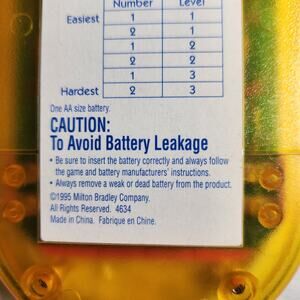 Number Level
Easiest 1 1
2 1
1 2
2 2
1 3
Hardest 2 3
One AA size battery.
CAUTION:
To Avoid Battery Leakage
• Be sure to insert the battery correctly and always follow
the game and battery manufacturers' instructions.
• Always remove a weak or dead battery from the product.
©1995 Milton Bradley Company.
All Rights Reserved. 4634
Made in China. Fabriqué en Chine.